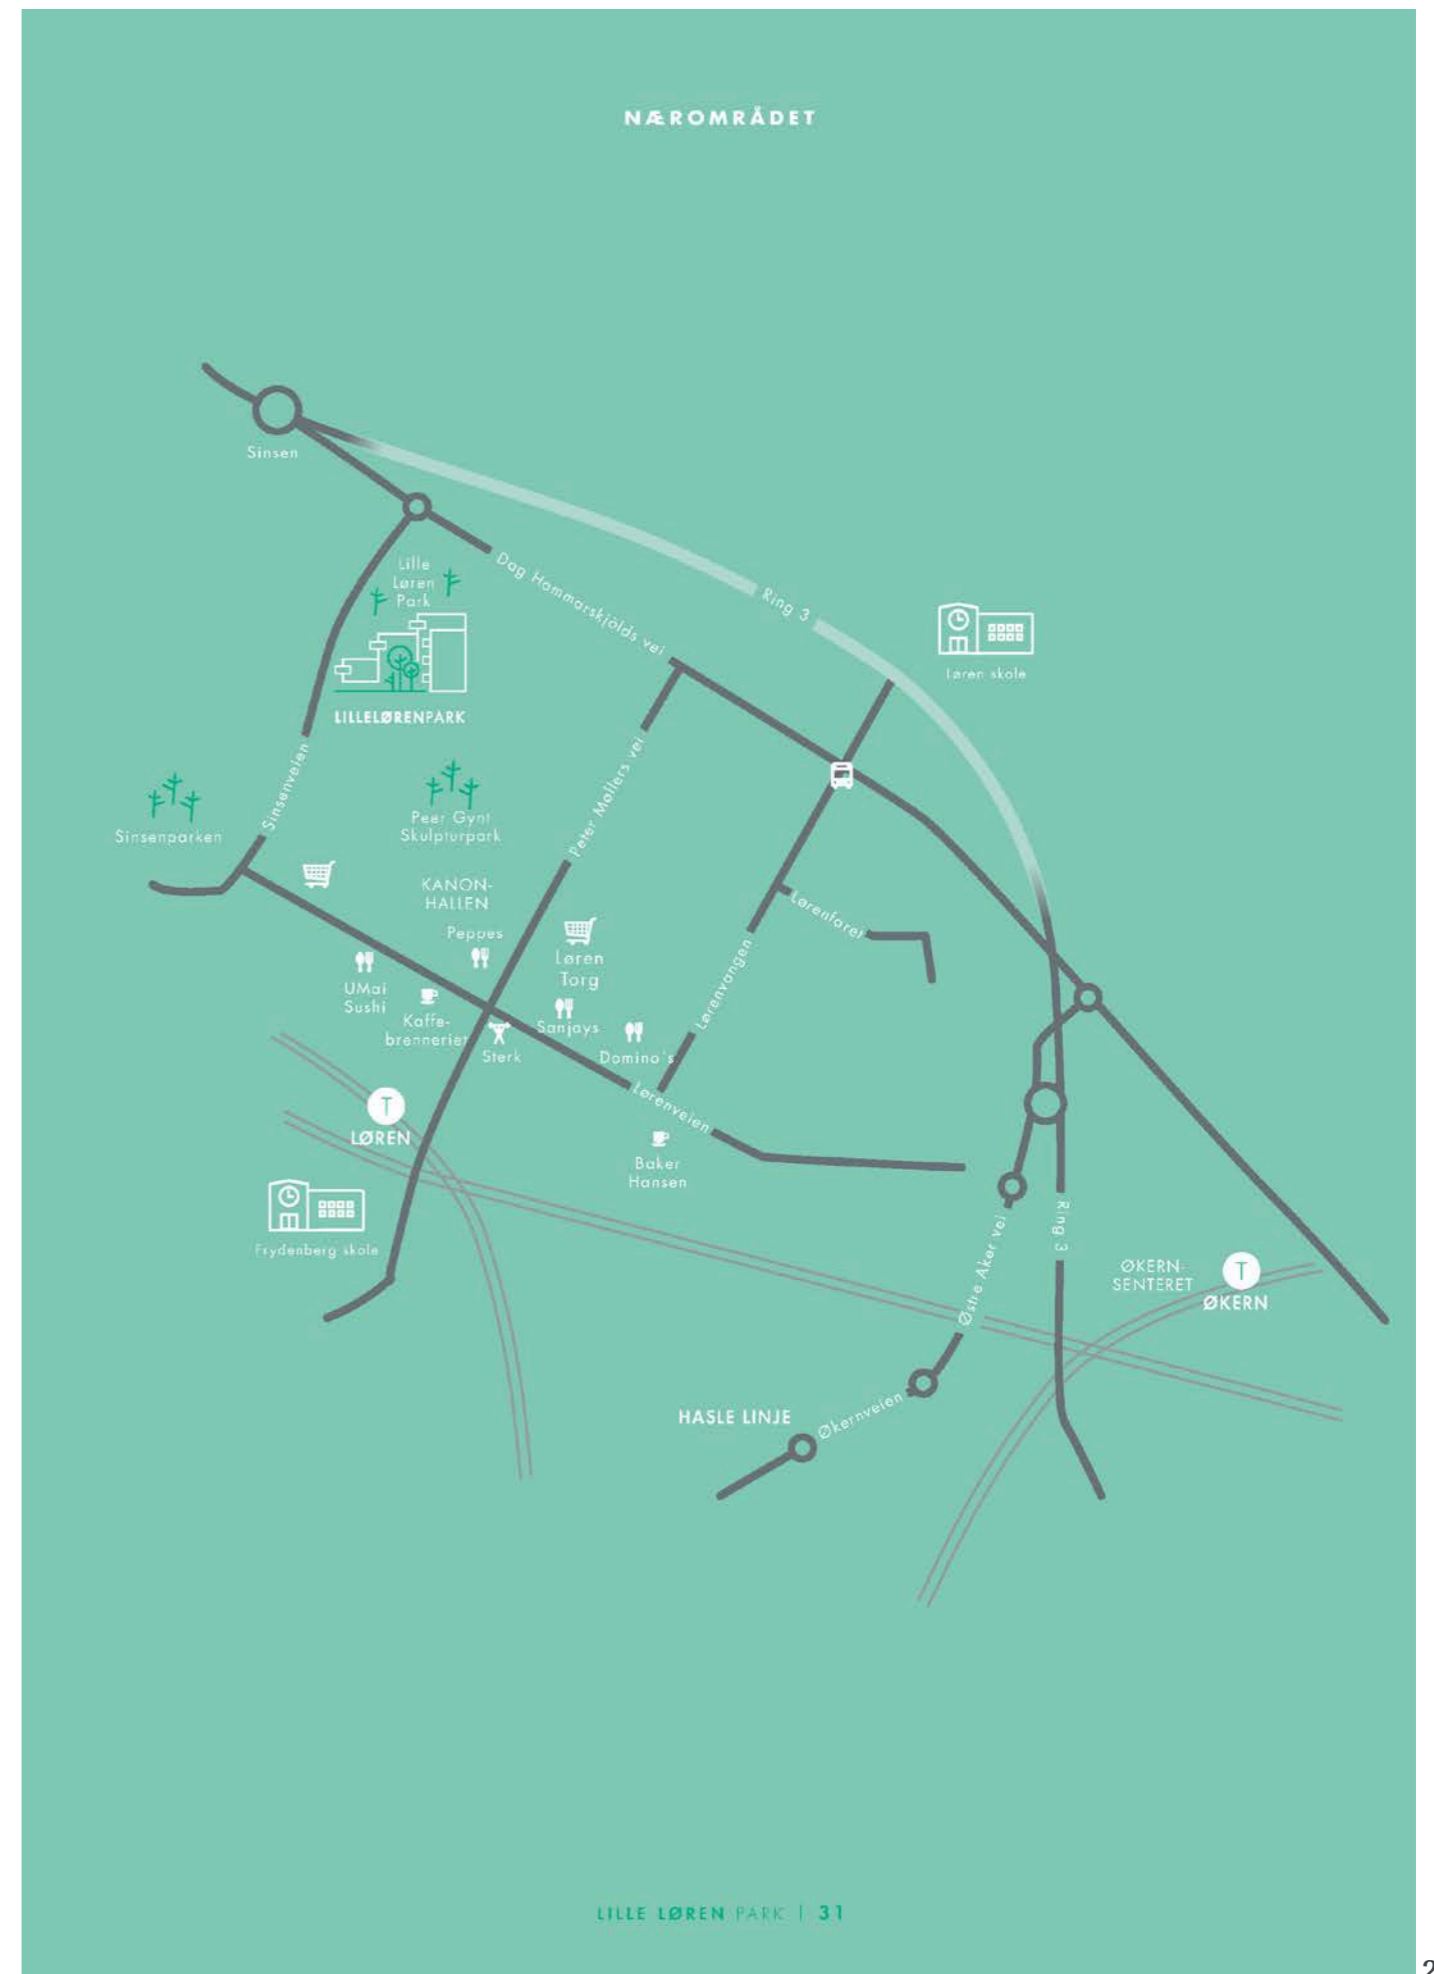 NÆROMRÅDET
Sinsen
Lille
Løren
Park
Dag Hammarskjölds vei
Ring 3
Løren skole
LILLELØRENPARK
Sinsenveien
Peter Møllers vei
Sinsenparken
Peer Gynt
Skulpturpark
KANON-
HALLEN
Peppes
Løren
Torg
Lørenfaret
Lørenvangen
UMai
Sushi
Kaffe-
brenneriet
Sterk
Sanjays
Domino's
Lørenveien
T
LØREN
Baker
Hansen
Frydenberg skole
Østre Aker vei
Ring 3
ØKERN-
SENTERET
T
ØKERN
HASLE LINJE
Økernveien
LILLE LØREN PARK | 31
2